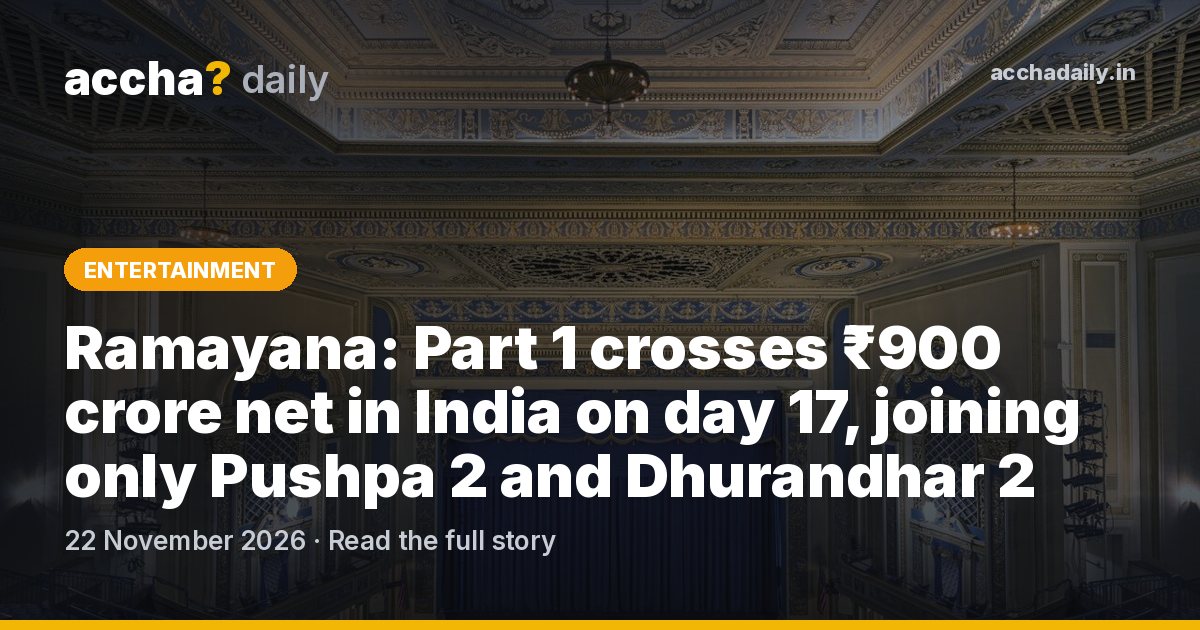 accha? daily
acchadaily.in
ENTERTAINMENT
Ramayana: Part 1 crosses ₹900
crore net in India on day 17, joining
only Pushpa 2 and Dhurandhar 2
22 November 2026 · Read the full story